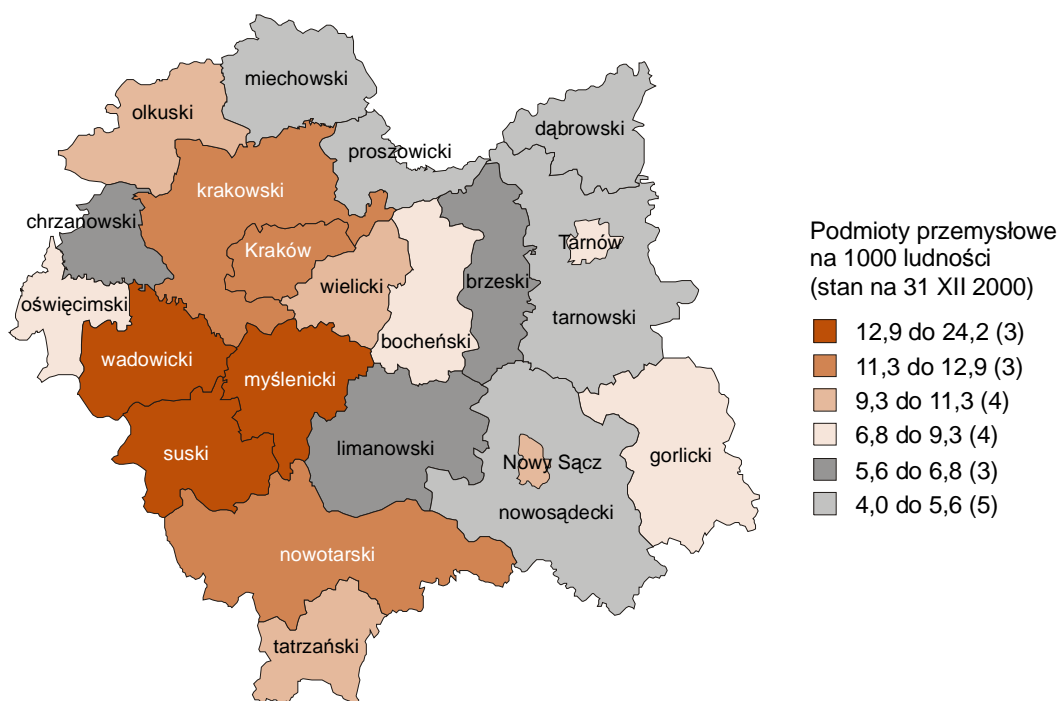 miechowski
olkuski
dąbrowski
proszowicki
krakowski
chrzanowski
Tarnów
Kraków
brzeski
wielicki
oświęcimski
tarnowski
bocheński
wadowicki
myślenicki
limanowski
suski
Nowy Sącz
gorlicki
nowosądecki
nowotarski
tatrzański
Podmioty przemysłowe
na 1000 ludności
(stan na 31 XII 2000)
12,9 do 24,2 (3)
11,3 do 12,9 (3)
9,3 do 11,3 (4)
6,8 do 9,3 (4)
5,6 do 6,8 (3)
4,0 do 5,6 (5)